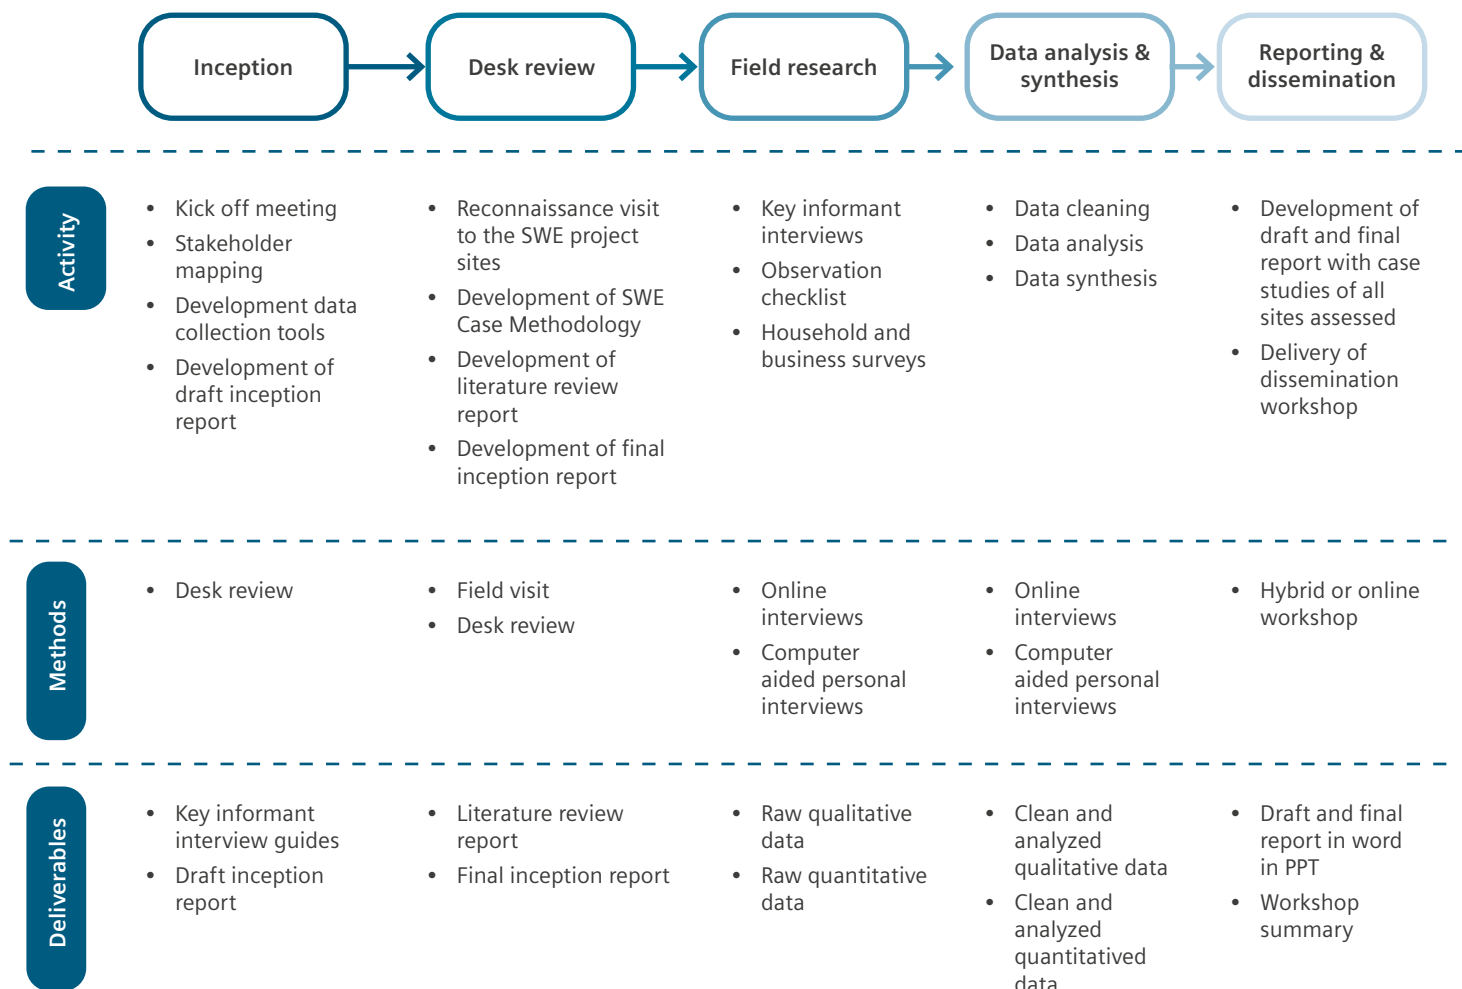 Inception
Desk review
Field research
Data analysis &
synthesis
Reporting &
dissemination
Activity
• Kick off meeting
• Stakeholder
mapping
• Development data
collection tools
• Development of
draft inception
report
• Reconnaissance visit
to the SWE project
sites
• Development of SWE
Case Methodology
• Development of
literature review
report
• Development of final
inception report
• Key informant
interviews
• Observation
checklist
• Household and
business surveys
• Data cleaning
• Data analysis
• Data synthesis
• Development of
draft and final
report with case
studies of all
sites assessed
• Delivery of
dissemination
workshop
Methods
• Desk review
• Field visit
• Desk review
• Online
interviews
• Computer
aided personal
interviews
• Online
interviews
• Computer
aided personal
interviews
• Hybrid or online
workshop
Deliverables
• Key informant
interview guides
• Draft inception
report
• Literature review
report
• Final inception report
• Raw qualitative
data
• Raw quantitative
data
• Clean and
analyzed
qualitative data
• Clean and
analyzed
quantitatived
data
• Draft and final
report in word
in PPT
• Workshop
summary